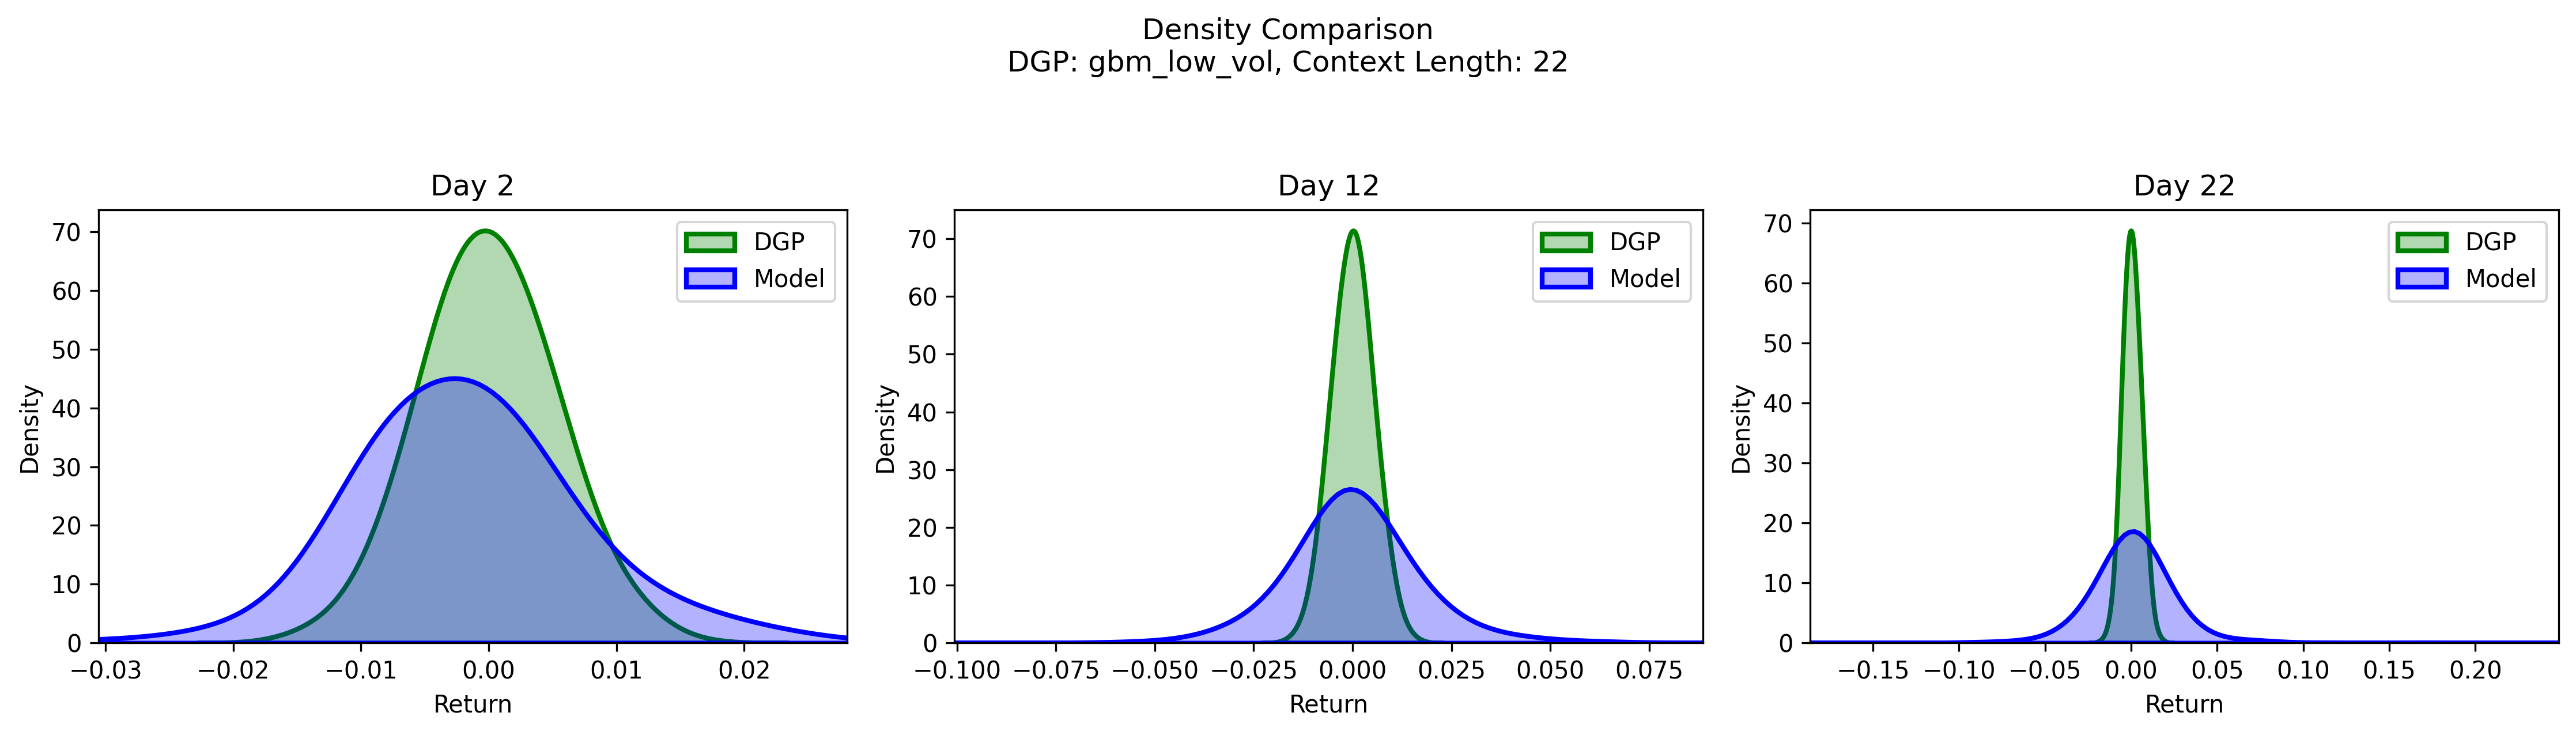 Density Comparison
DGP: gbm_low_vol, Context Length: 22
Day 2
70
60
50
40
30
20
10
0
Density
−0.03
−0.02
−0.01
0.00
0.01
0.02
Return
DGP
Model
Day 12
70
60
50
40
30
20
10
0
Density
−0.100
−0.075
−0.050
−0.025
0.000
0.025
0.050
0.075
Return
DGP
Model
Day 22
70
60
50
40
30
20
10
0
Density
−0.15
−0.10
−0.05
0.00
0.05
0.10
0.15
0.20
Return
DGP
Model